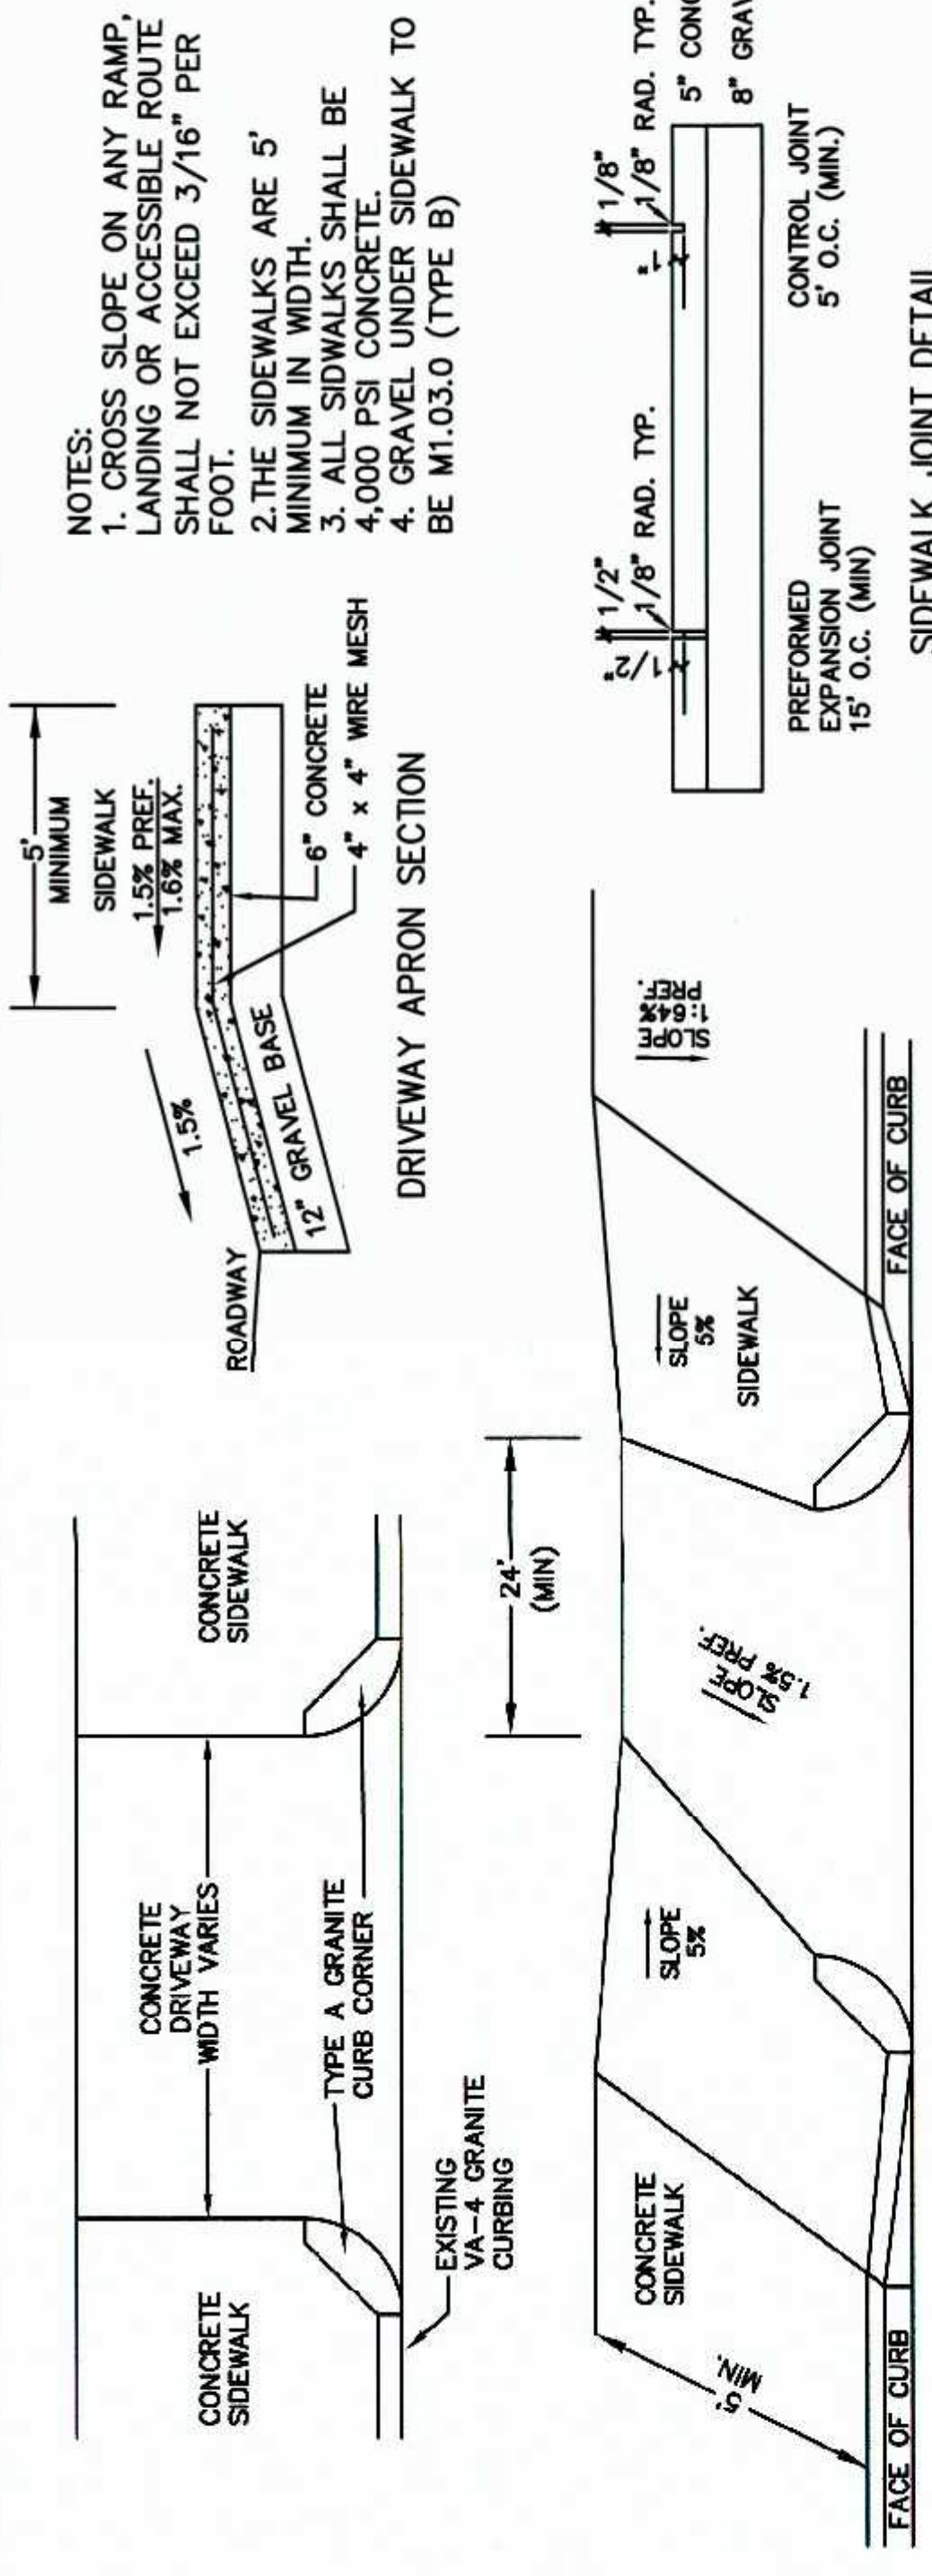 CONCRETE
SIDEWALK
CONCRETE
DRIVEWAY
WIDTH VARIES
TYPE A GRANITE
CURB CORNER
CONCRETE
SIDEWALK
EXISTING
VA-4 GRANITE
CURBING
5'
MINIMUM
SIDEWALK
1.5% PREF.
1.6% MAX.
1.5%
ROADWAY
12" GRAVEL BASE
6" CONCRETE
4" x 4" WIRE MESH
DRIVEWAY APRON SECTION
NOTES:
1. CROSS SLOPE ON ANY RAMP,
LANDING OR ACCESSIBLE ROUTE
SHALL NOT EXCEED 3/16" PER
FOOT.
2.THE SIDEWALKS ARE 5'
MINIMUM IN WIDTH.
3. ALL SIDWALKS SHALL BE
4,000 PSI CONCRETE.
4. GRAVEL UNDER SIDEWALK TO
BE M1.03.0 (TYPE B)
24'
(MIN)
CONCRETE
SIDEWALK
5'
MIN.
SLOPE
5%
SLOPE
1.5% PREF.
SLOPE
5%
SIDEWALK
SLOPE
1:64%
PREF.
FACE OF CURB
FACE OF CURB
1/2"
1/2"
1/8" RAD. TYP.
1"
1/8"
1/8" RAD. TYP.
5" CONC
8" GRAV
PREFORMED
EXPANSION JOINT
15' O.C. (MIN)
CONTROL JOINT
5' O.C. (MIN.)
SIDEWALK JOINT DETAIL